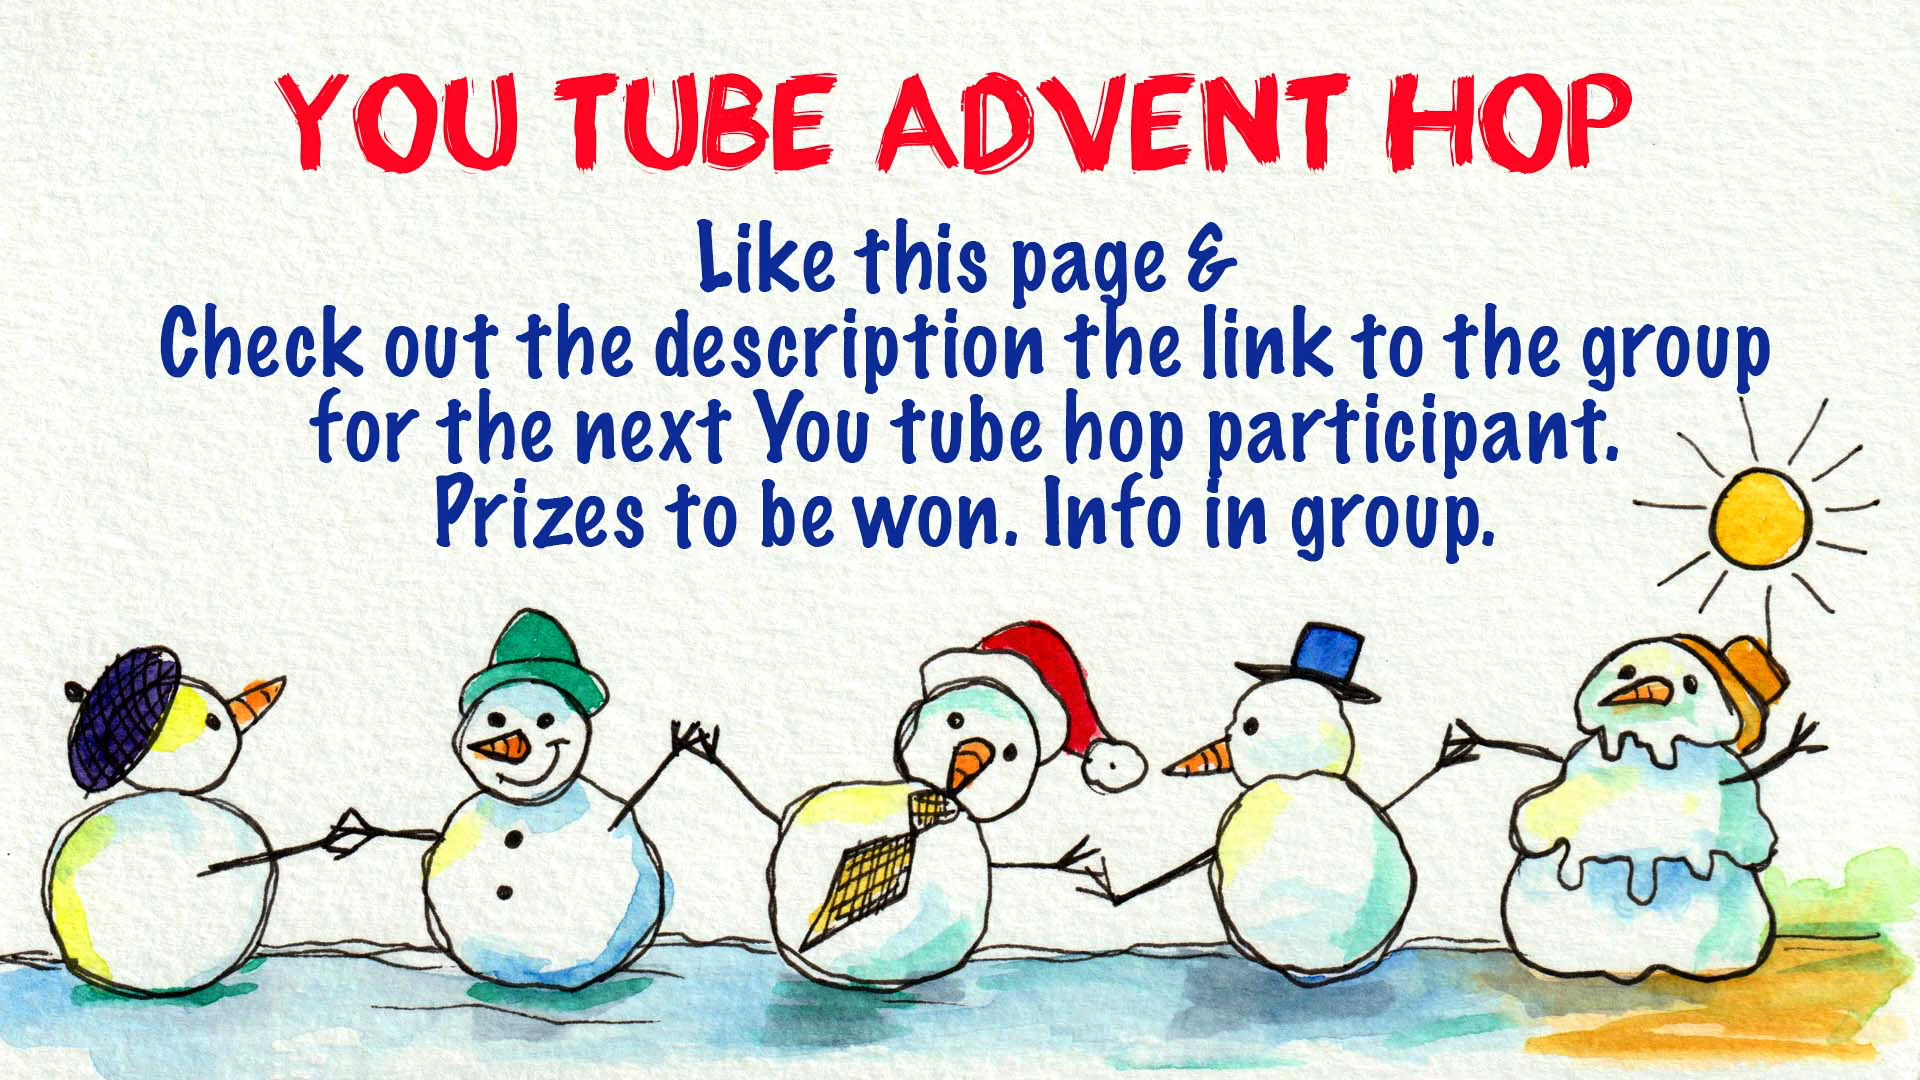 YOU TUBE ADVENT HOP
Like this page &
Check out the description the link to the group
for the next You tube hop participant.
Prizes to be won. Info in group.